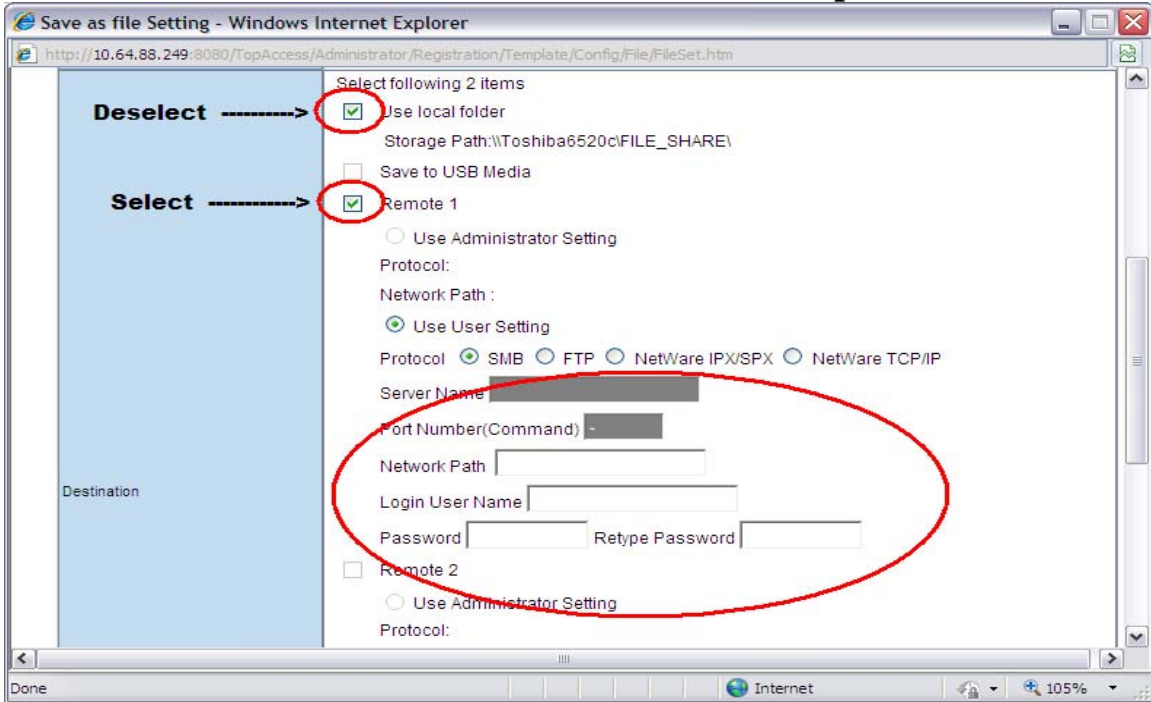 Save as file Setting - Windows Internet Explorer
http://10.64.88.249:8080/TopAccess/Administrator/Registration/Template/Config/File/FileSet.htm
Select following 2 items
Deselect ---------->
Use local folder
Storage Path:\\Toshiba6520c\FILE_SHARE\
Save to USB Media
Select ------------>
Remote 1
Use Administrator Setting
Protocol:
Network Path :
Use User Setting
Protocol SMB FTP NetWare IPX/SPX NetWare TCP/IP
Server Name
Port Number(Command) -
Network Path
Destination
Login User Name
Password Retype Password
Remote 2
Use Administrator Setting
Protocol:
Done Internet 105%